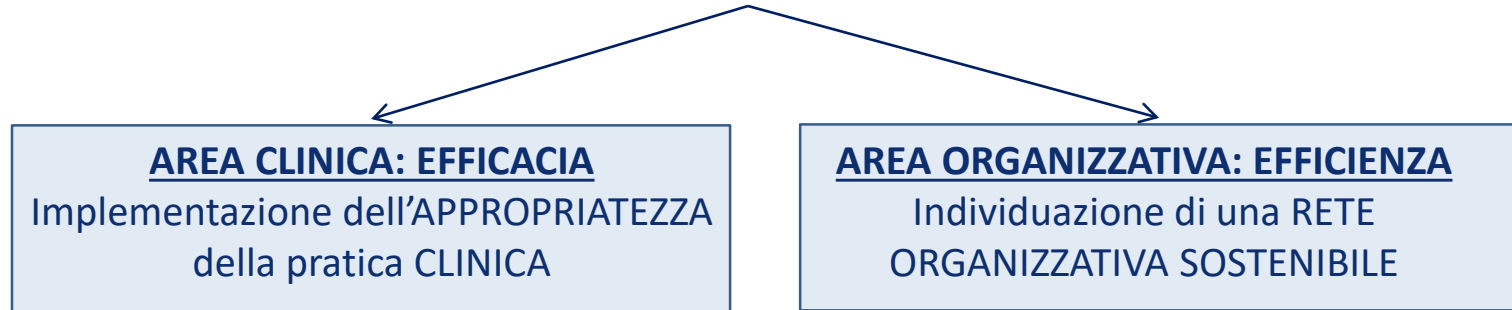 AREA CLINICA: EFFICACIA
Implementazione dell’APPROPRIATEZZA
della pratica CLINICA
AREA ORGANIZZATIVA: EFFICIENZA
Individuazione di una RETE
ORGANIZZATIVA SOSTENIBILE